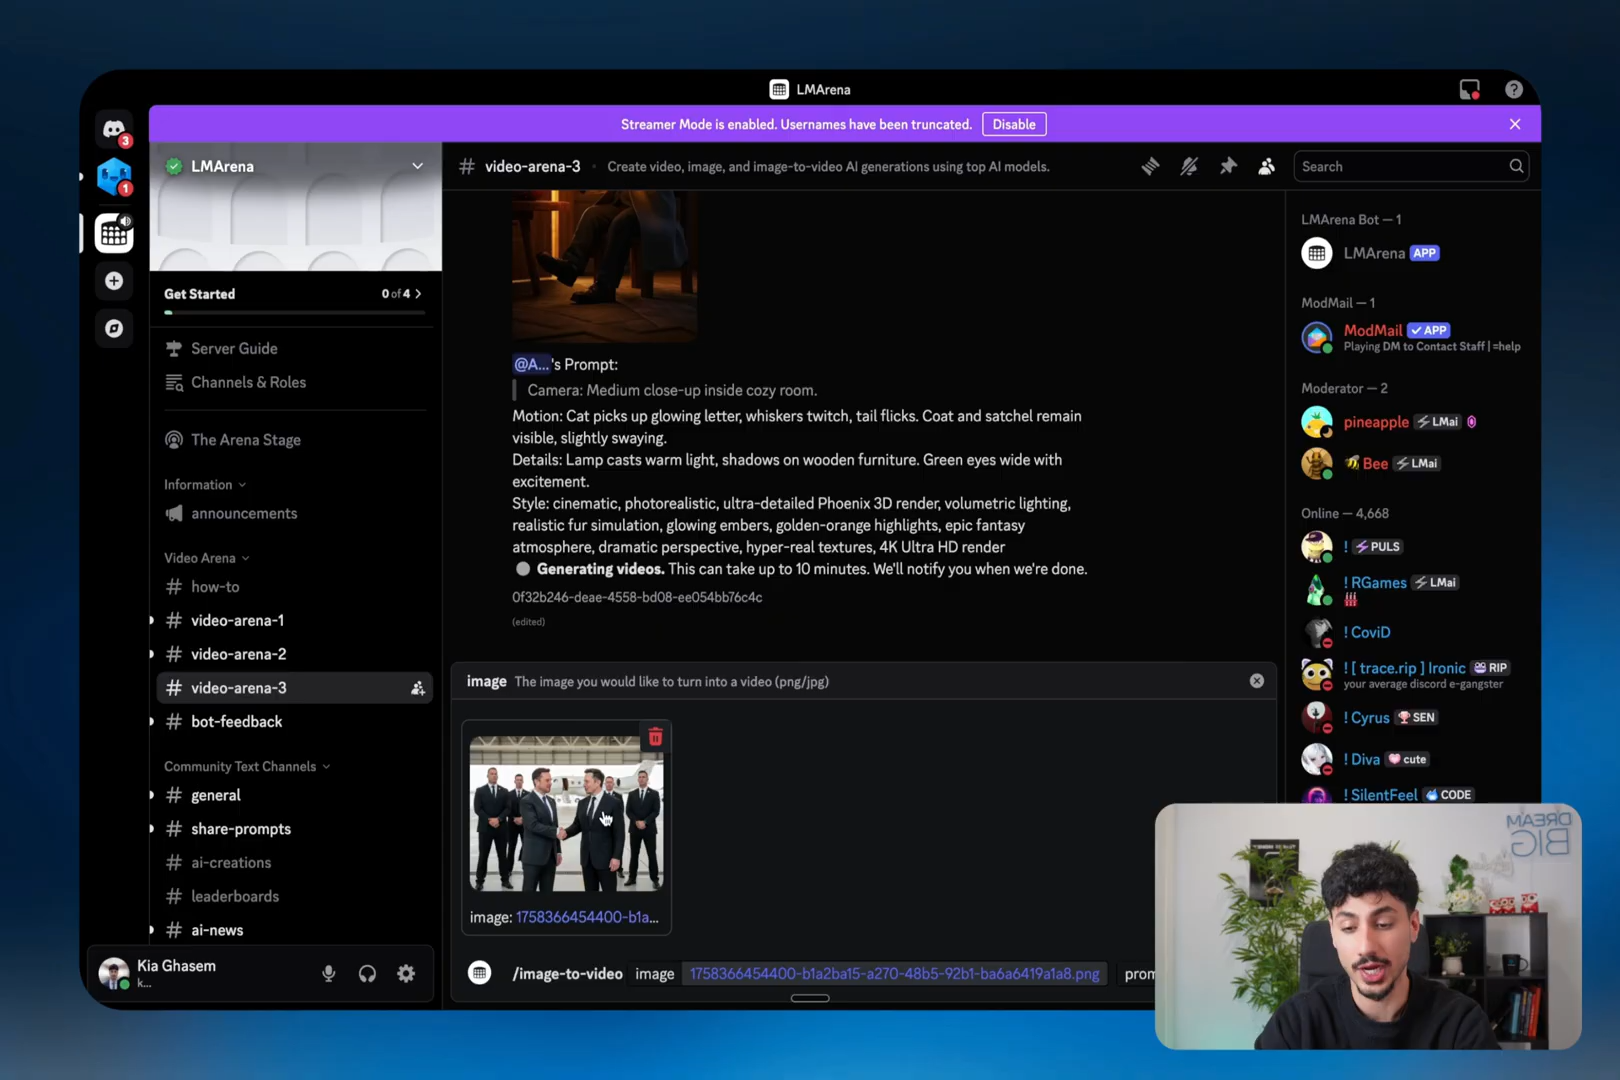 LMArena
Streamer Mode is enabled. Usernames have been truncated.
Disable
3
1
LMArena
Get Started
0 of 4
Server Guide
Channels & Roles
The Arena Stage
Information
announcements
Video Arena
how-to
video-arena-1
video-arena-2
video-arena-3
bot-feedback
Community Text Channels
general
share-prompts
ai-creations
leaderboards
ai-news
Kia Ghasem
k...
video-arena-3
Create video, image, and image-to-video AI generations using top AI models.
Search
@A...'s Prompt:
Camera: Medium close-up inside cozy room.
Motion: Cat picks up glowing letter, whiskers twitch, tail flicks. Coat and satchel remain
visible, slightly swaying.
Details: Lamp casts warm light, shadows on wooden furniture. Green eyes wide with
excitement.
Style: cinematic, photorealistic, ultra-detailed Phoenix 3D render, volumetric lighting,
realistic fur simulation, glowing embers, golden-orange highlights, epic fantasy
atmosphere, dramatic perspective, hyper-real textures, 4K Ultra HD render
Generating videos. This can take up to 10 minutes. We'll notify you when we're done.
0f32b246-deae-4558-bd08-ee054bb76c4c
(edited)
image The image you would like to turn into a video (png/jpg)
image: 1758366454400-b1a...
/image-to-video image 1758366454400-b1a2ba15-a270-48b5-92b1-ba6a6419a1a8.png prom
LMArena Bot — 1
LMArena APP
ModMail — 1
ModMail APP
Playing DM to Contact Staff | =help
Moderator — 2
pineapple LMai
Bee LMai
Online — 4,668
! PULS
! RGames LMai
! CoviD
! [ trace.rip ] Ironic RIP
your average discord e-gangster
! Cyrus SEN
! Diva cute
! SilentFeel CODE
DREAM
BIG